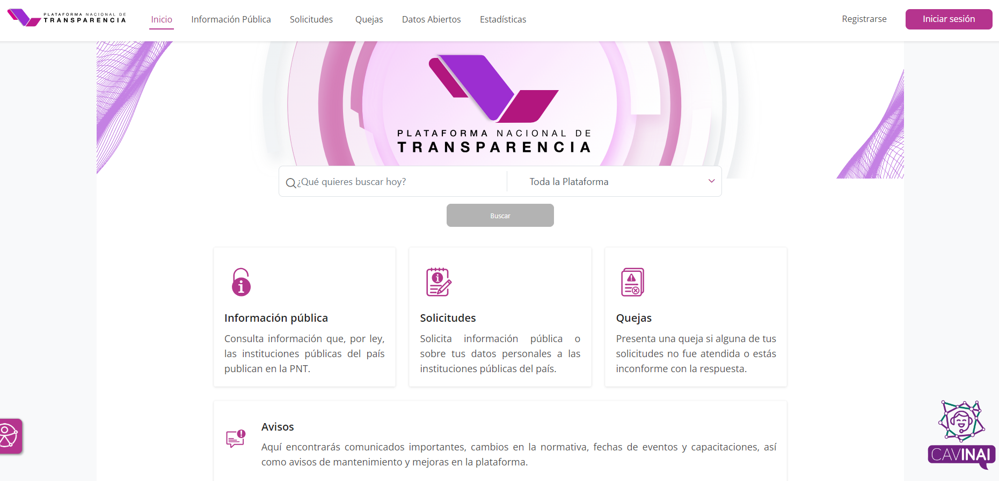 PLATAFORMA NACIONAL DE
TRANSPARENCIA
Inicio
Información Pública
Solicitudes
Quejas
Datos Abiertos
Estadísticas
Registrarse
Iniciar sesión
PLATAFORMA NACIONAL DE
TRANSPARENCIA
¿Qué quieres buscar hoy?
Toda la Plataforma
Buscar
Información pública
Consulta información que, por ley,
las instituciones públicas del país
publican en la PNT.
Solicitudes
Solicita información pública o
sobre tus datos personales a las
instituciones públicas del país.
Quejas
Presenta una queja si alguna de tus
solicitudes no fue atendida o estás
inconforme con la respuesta.
Avisos
Aquí encontrarás comunicados importantes, cambios en la normativa, fechas de eventos y capacitaciones, así
como avisos de mantenimiento y mejoras en la plataforma.
CAVINAI